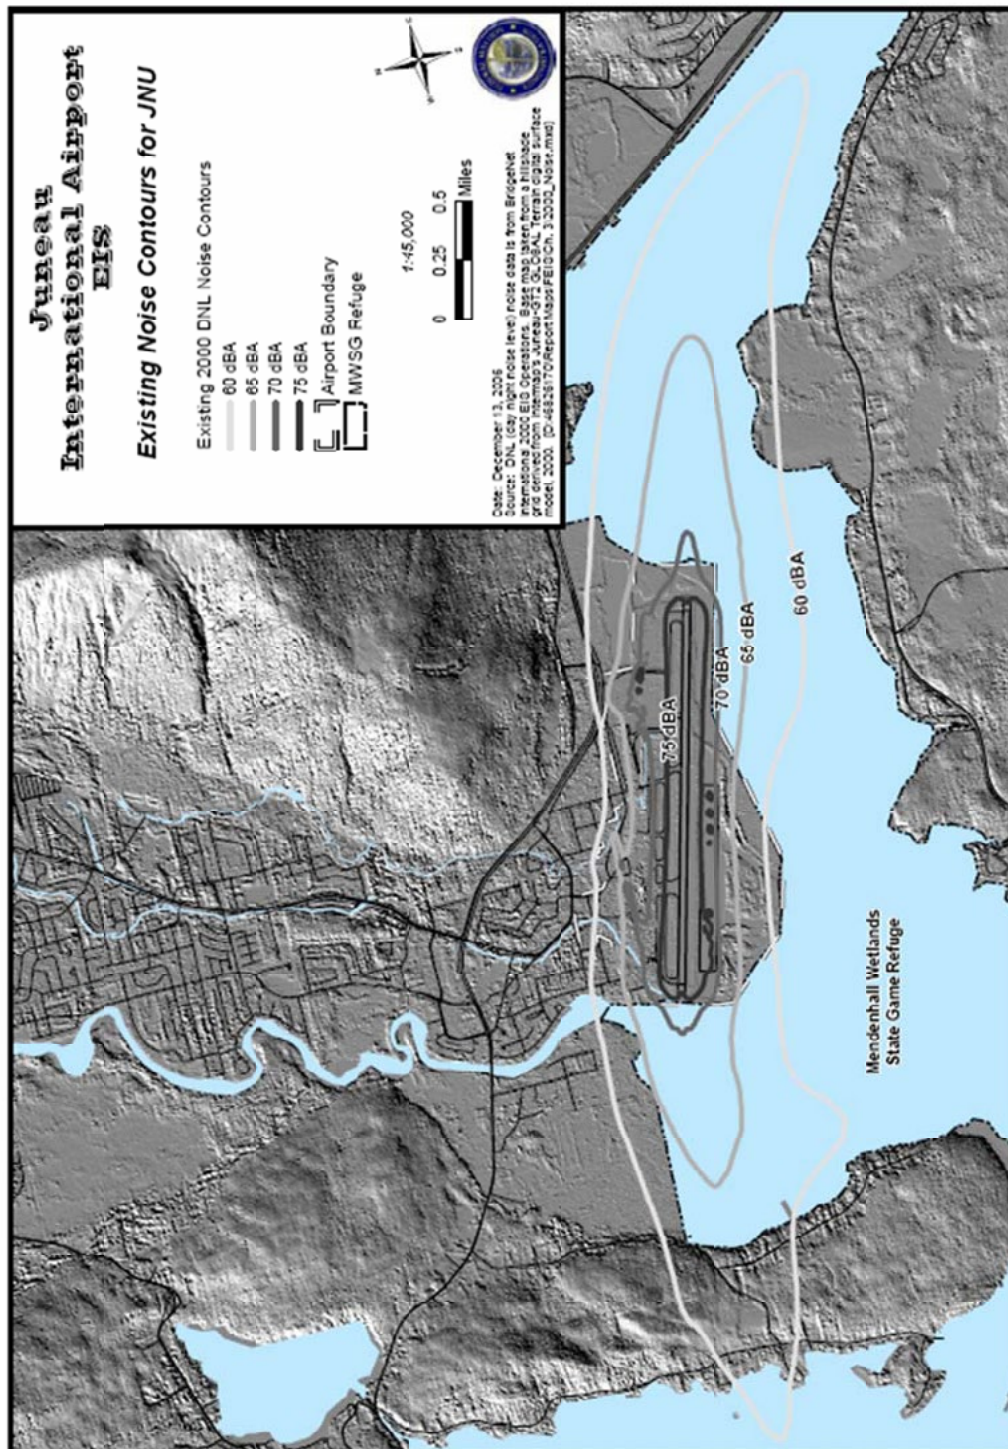 Juneau
International Airport
EIS
Existing Noise Contours for JNU
Existing 2000 DNL Noise Contours
60 dBA
65 dBA
70 dBA
75 dBA
Airport Boundary
MWSG Refuge
1:45,000
0 0.25 0.5
Miles
Date: December 13, 2006
Source: DNL (day night noise level) noise data is from BridgeNet
International 2000 EIS Operations. Base map taken from a hillshade
grid derived from Intermap's Juneau-GT2 GLOBAL Terrain digital surface
model, 2000.
75 dBA
70 dBA
65 dBA
60 dBA
Mendenhall Wetlands
State Game Refuge